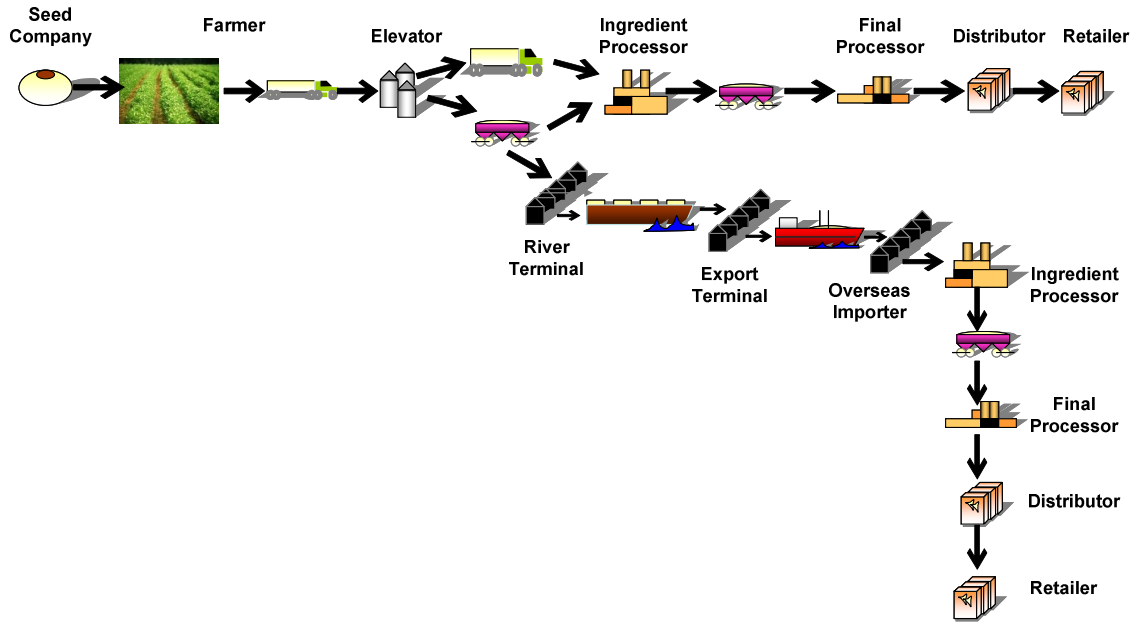 Seed
Company
Farmer
Elevator
Ingredient
Processor
Final
Processor
Distributor
Retailer
River
Terminal
Export
Terminal
Overseas
Importer
Ingredient
Processor
Final
Processor
Distributor
Retailer